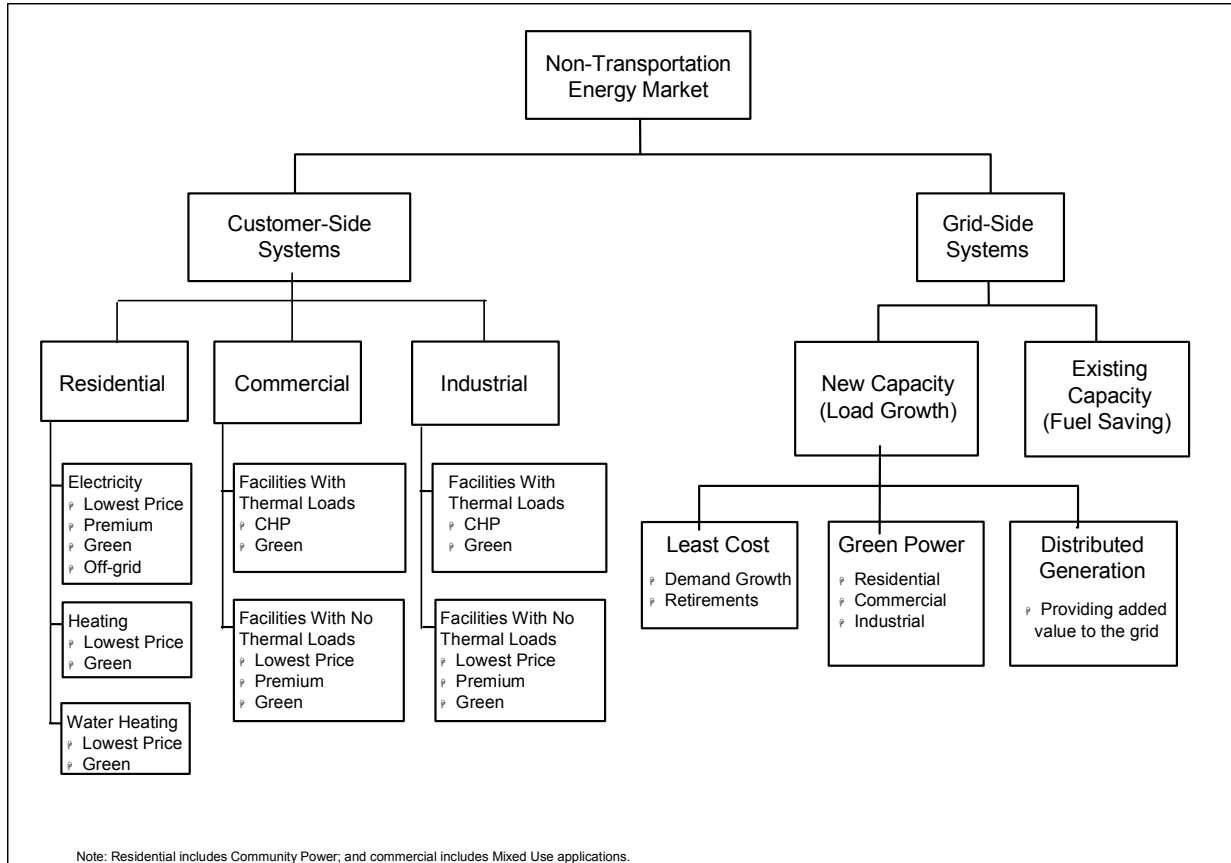 Non-Transportation
Energy Market
Customer-Side
Systems
Grid-Side
Systems
Residential
Commercial
Industrial
New Capacity
(Load Growth)
Existing
Capacity
(Fuel Saving)
Electricity
Lowest Price
Premium
Green
Off-grid
Heating
Lowest Price
Green
Water Heating
Lowest Price
Green
Facilities With
Thermal Loads
CHP
Green
Facilities With No
Thermal Loads
Lowest Price
Premium
Green
Facilities With
Thermal Loads
CHP
Green
Facilities With No
Thermal Loads
Lowest Price
Premium
Green
Least Cost
Demand Growth
Retirements
Green Power
Residential
Commercial
Industrial
Distributed
Generation
Providing added
value to the grid
Note: Residential includes Community Power; and commercial includes Mixed Use applications.